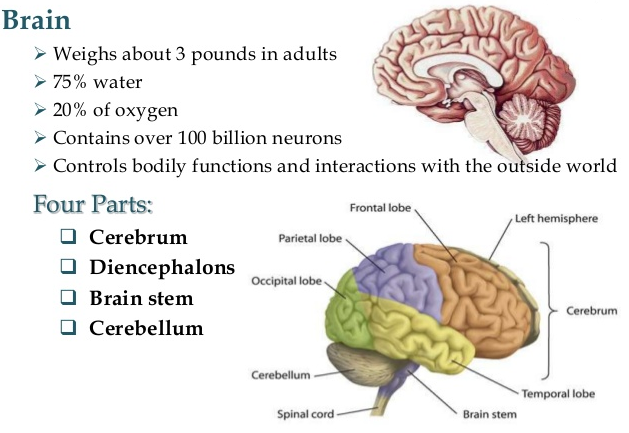 Brain
➢ Weighs about 3 pounds in adults
➢ 75% water
➢ 20% of oxygen
➢ Contains over 100 billion neurons
➢ Controls bodily functions and interactions with the outside world
Four Parts:
❑ Cerebrum
❑ Diencephalons
❑ Brain stem
❑ Cerebellum
Frontal lobe
Left hemisphere
Parietal lobe
Occipital lobe
Cerebrum
Cerebellum
Temporal lobe
Spinal cord
Brain stem